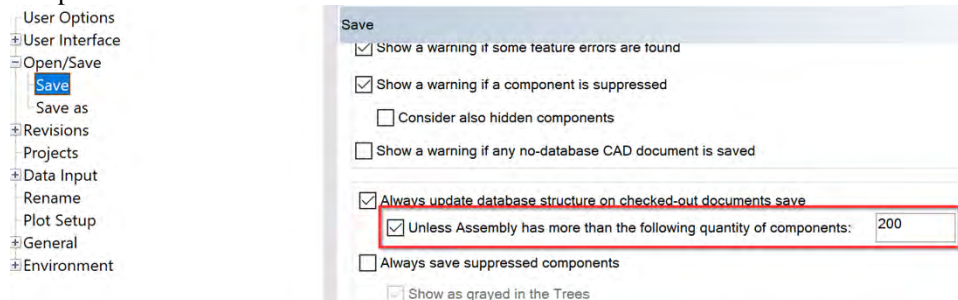 User Options
User Interface
Open/Save
Save
Save as
Revisions
Projects
Data Input
Rename
Plot Setup
General
Environment
Save
Show a warning if some feature errors are found
Show a warning if a component is suppressed
Consider also hidden components
Show a warning if any no-database CAD document is saved
Always update database structure on checked-out documents save
Unless Assembly has more than the following quantity of components: 200
Always save suppressed components
Show as grayed in the Trees